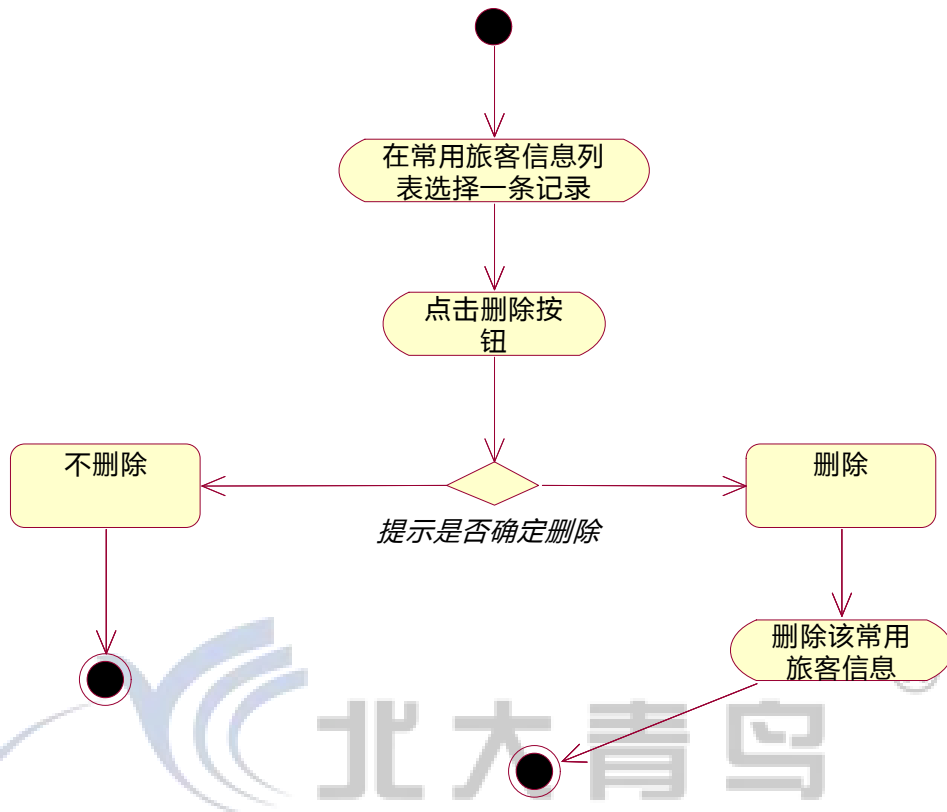 在常用旅客信息列
表选择一条记录
点击删除按
钮
不删除
删除
提示是否确定删除
删除该常用
旅客信息
北大青鸟